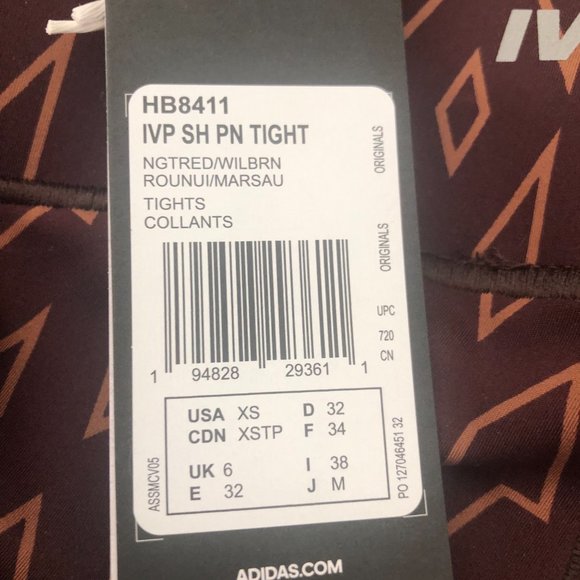 IV
HB8411
IVP SH PN TIGHT
NGTRED/WILBRN
ROUNUI/MARSAU
TIGHTS
COLLANTS
ORIGINALS
ORIGINALS
UPC
720
CN
1 94828 29361 1
USA XS D 32
CDN XSTP F 34
UK 6 I 38
E 32 J M
ASSMCV05
PO 127046451 32
ADIDAS.COM